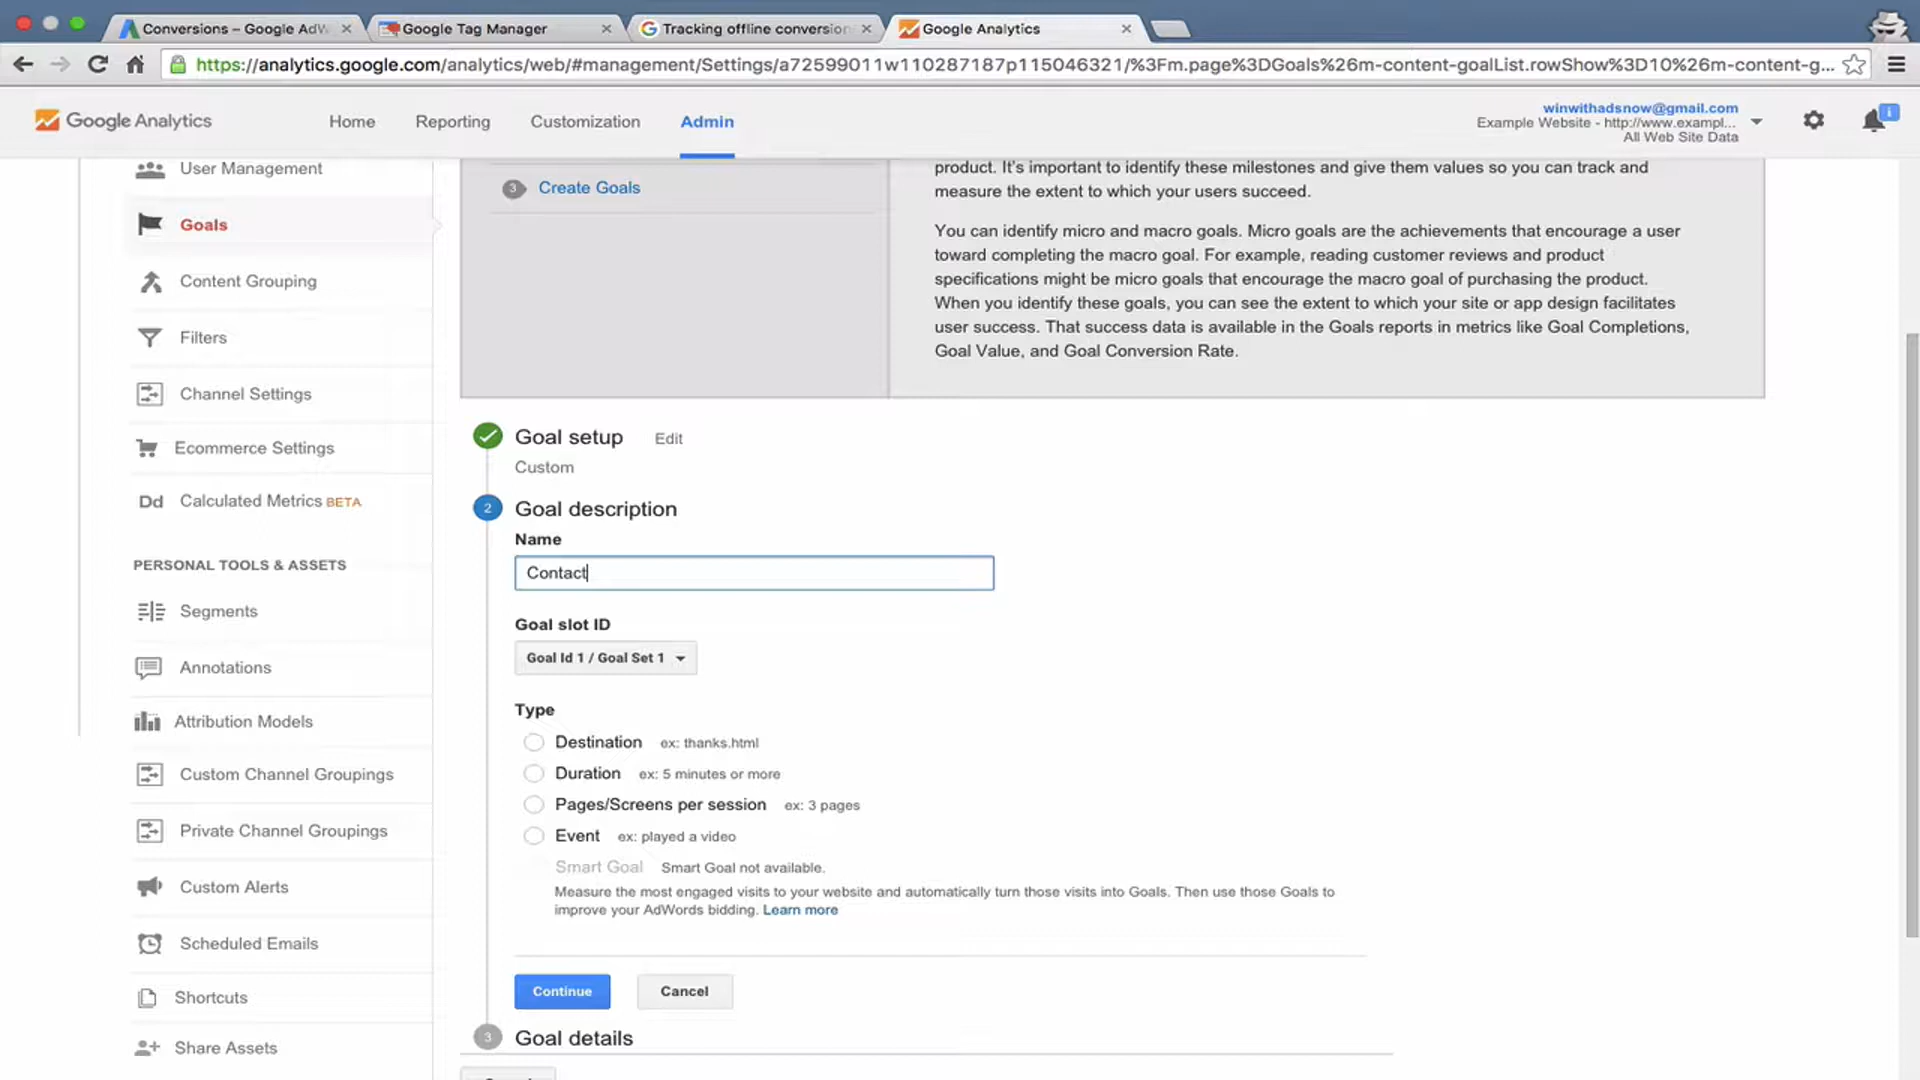 Conversions – Google AdW
Google Tag Manager
Tracking offline conversion
Google Analytics
https://analytics.google.com/analytics/web/#management/Settings/a72599011w110287187p115046321/%3Fm.page%3DGoals%26m-content-goalList.rowShow%3D10%26m-content-g...
Google Analytics
Home
Reporting
Customization
Admin
winwithadsnow@gmail.com
Example Website - http://www.exampl...
All Web Site Data
1
User Management
Goals
Content Grouping
Filters
Channel Settings
Ecommerce Settings
Dd Calculated Metrics BETA
PERSONAL TOOLS & ASSETS
Segments
Annotations
Attribution Models
Custom Channel Groupings
Private Channel Groupings
Custom Alerts
Scheduled Emails
Shortcuts
Share Assets
3 Create Goals
product. It's important to identify these milestones and give them values so you can track and
measure the extent to which your users succeed.
You can identify micro and macro goals. Micro goals are the achievements that encourage a user
toward completing the macro goal. For example, reading customer reviews and product
specifications might be micro goals that encourage the macro goal of purchasing the product.
When you identify these goals, you can see the extent to which your site or app design facilitates
user success. That success data is available in the Goals reports in metrics like Goal Completions,
Goal Value, and Goal Conversion Rate.
Goal setup Edit
Custom
2 Goal description
Name
Contact
Goal slot ID
Goal Id 1 / Goal Set 1
Type
Destination ex: thanks.html
Duration ex: 5 minutes or more
Pages/Screens per session ex: 3 pages
Event ex: played a video
Smart Goal Smart Goal not available.
Measure the most engaged visits to your website and automatically turn those visits into Goals. Then use those Goals to
improve your AdWords bidding. Learn more
Continue
Cancel
3 Goal details